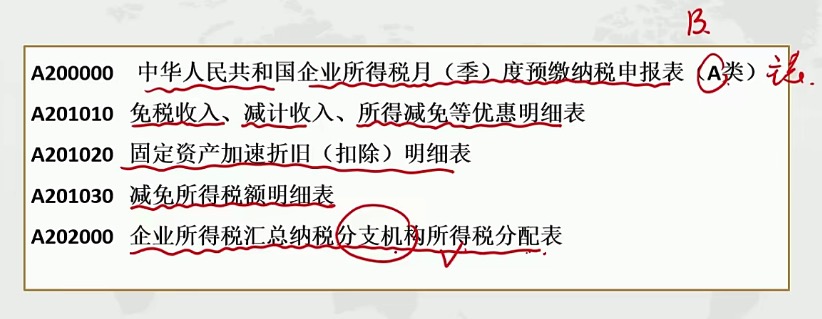 B
A200000 中华人民共和国企业所得税月（季）度预缴纳税申报表（A类）
A201010 免税收入、减计收入、所得减免等优惠明细表
A201020 固定资产加速折旧（扣除）明细表
A201030 减免所得税额明细表
A202000 企业所得税汇总纳税分支机构所得税分配表